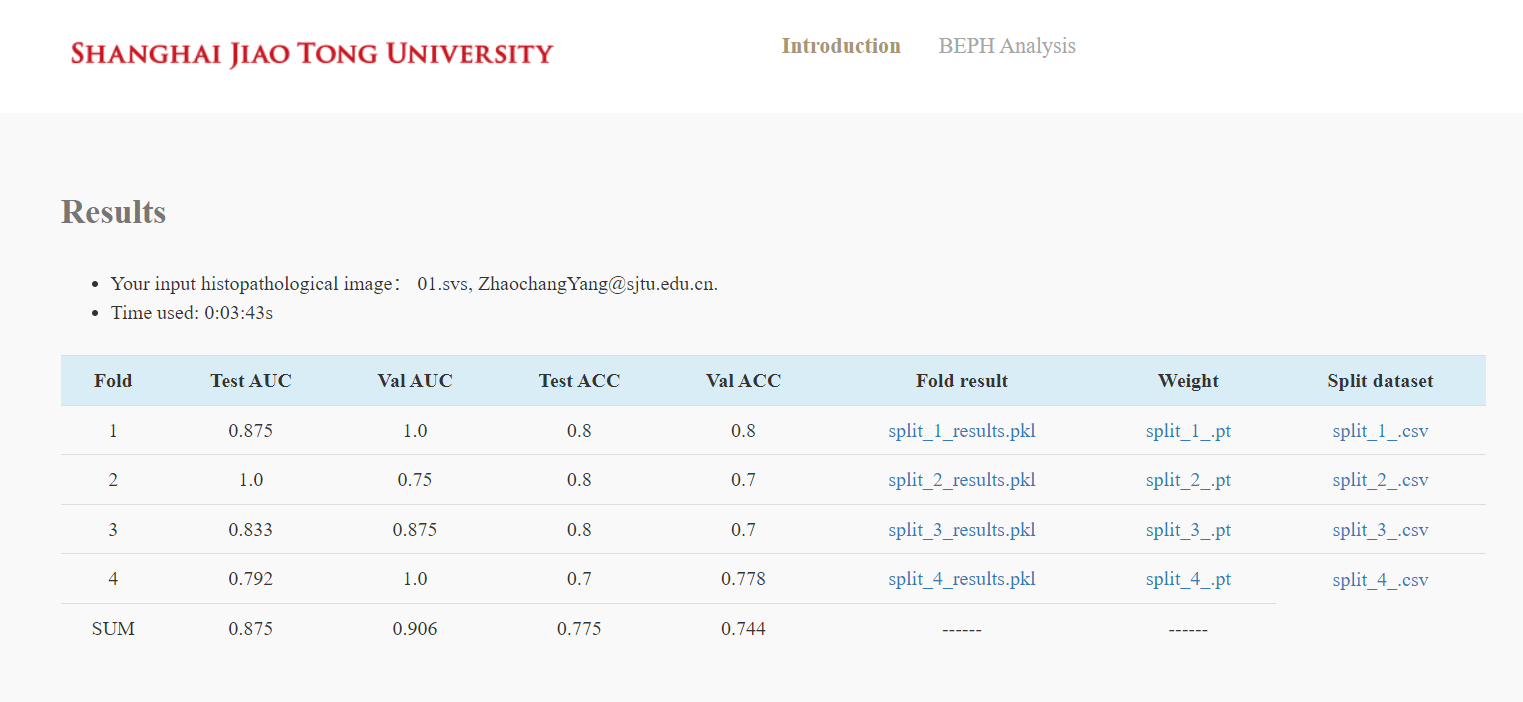 SHANGHAI JIAO TONG UNIVERSITY
Introduction BEPH Analysis
Results
• Your input histopathological image： 01.svs, ZhaochangYang@sjtu.edu.cn.
• Time used: 0:03:43s
Fold Test AUC Val AUC Test ACC Val ACC Fold result Weight Split dataset
1 0.875 1.0 0.8 0.8 split_1_results.pkl split_1_.pt split_1_.csv
2 1.0 0.75 0.8 0.7 split_2_results.pkl split_2_.pt split_2_.csv
3 0.833 0.875 0.8 0.7 split_3_results.pkl split_3_.pt split_3_.csv
4 0.792 1.0 0.7 0.778 split_4_results.pkl split_4_.pt split_4_.csv
SUM 0.875 0.906 0.775 0.744 ------ ------